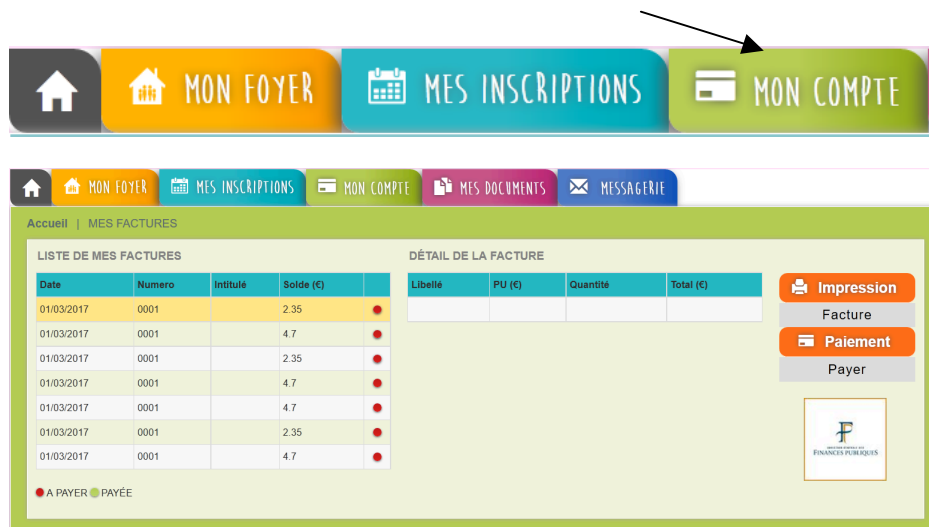 MON FOYER MES INSCRIPTIONS MON COMPTE
MON FOYER MES INSCRIPTIONS MON COMPTE MES DOCUMENTS MESSAGERIE
Accueil | MES FACTURES
LISTE DE MES FACTURES
Date Numero Intitulé Solde (€)
01/03/2017 0001 2.35
01/03/2017 0001 4.7
01/03/2017 0001 2.35
01/03/2017 0001 4.7
01/03/2017 0001 4.7
01/03/2017 0001 2.35
01/03/2017 0001 4.7
A PAYER PAYÉE
DÉTAIL DE LA FACTURE
Libellé PU (€) Quantité Total (€)
Impression
Facture
Paiement
Payer
FINANCES PUBLIQUES